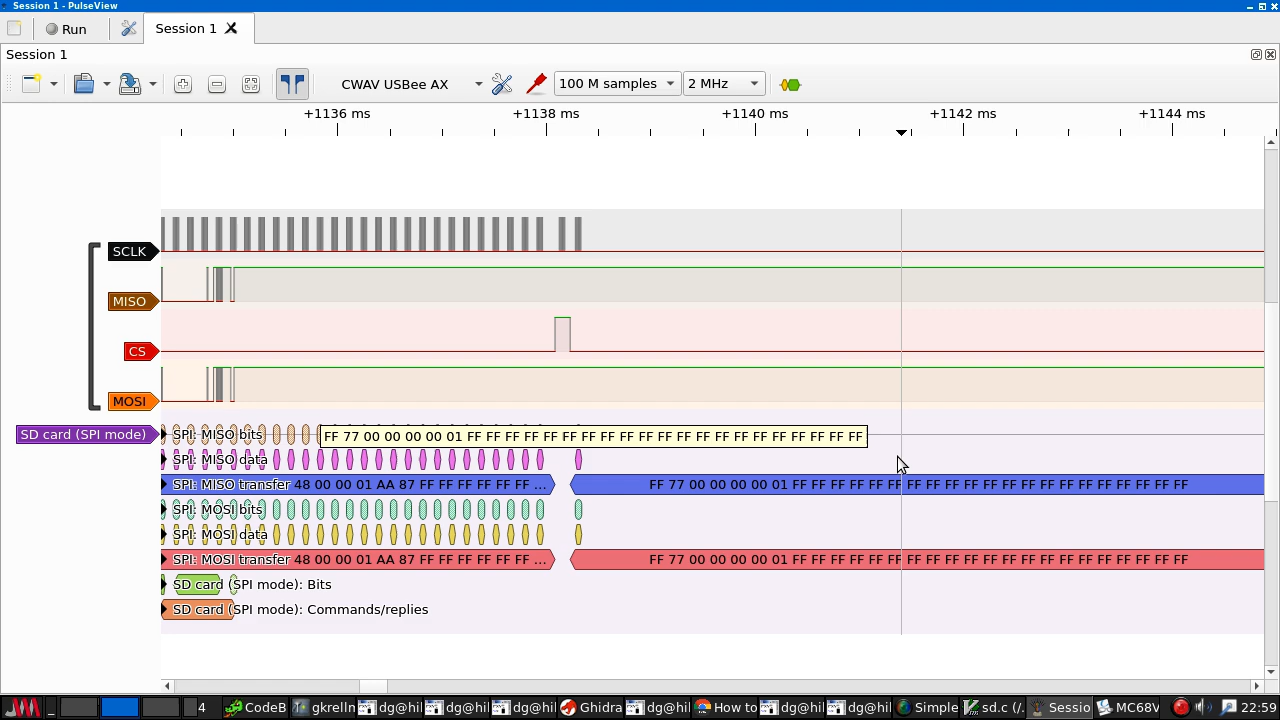 Session 1 - PulseView
Run
Session 1
Session 1
CWAV USBee AX
100 M samples
2 MHz
+1136 ms
+1138 ms
+1140 ms
+1142 ms
+1144 ms
SCLK
MISO
CS
MOSI
SD card (SPI mode)
SPI: MISO bits
FF 77 00 00 00 00 01 FF FF FF FF FF FF FF FF FF FF FF FF FF FF FF FF FF FF FF FF FF
SPI: MISO data
SPI: MISO transfer
48 00 00 01 AA 87 FF FF FF FF FF FF ...
FF 77 00 00 00 00 01 FF FF FF FF FF FF FF FF FF FF FF FF FF FF FF FF FF FF FF FF FF
SPI: MOSI bits
SPI: MOSI data
SPI: MOSI transfer
48 00 00 01 AA 87 FF FF FF FF FF FF ...
FF 77 00 00 00 00 01 FF FF FF FF FF FF FF FF FF FF FF FF FF FF FF FF FF FF FF FF FF
SD card (SPI mode): Bits
SD card (SPI mode): Commands/replies
4
CodeB
gkrelln
dg@hil
dg@hil
dg@hil
Ghidra
dg@hil
How to
dg@hil
dg@hil
Simple
sd.c (/.
Sessio
MC68V
22:59